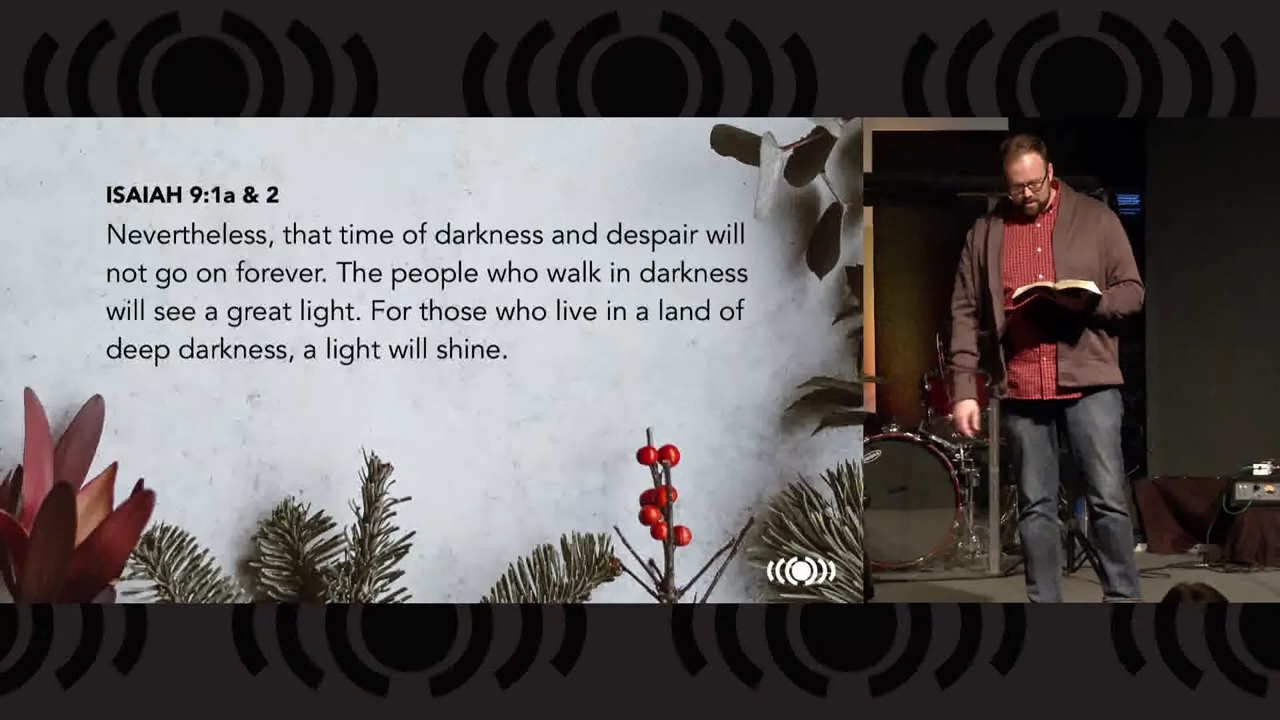 ISAIAH 9:1a & 2
Nevertheless, that time of darkness and despair will
not go on forever. The people who walk in darkness
will see a great light. For those who live in a land of
deep darkness, a light will shine.